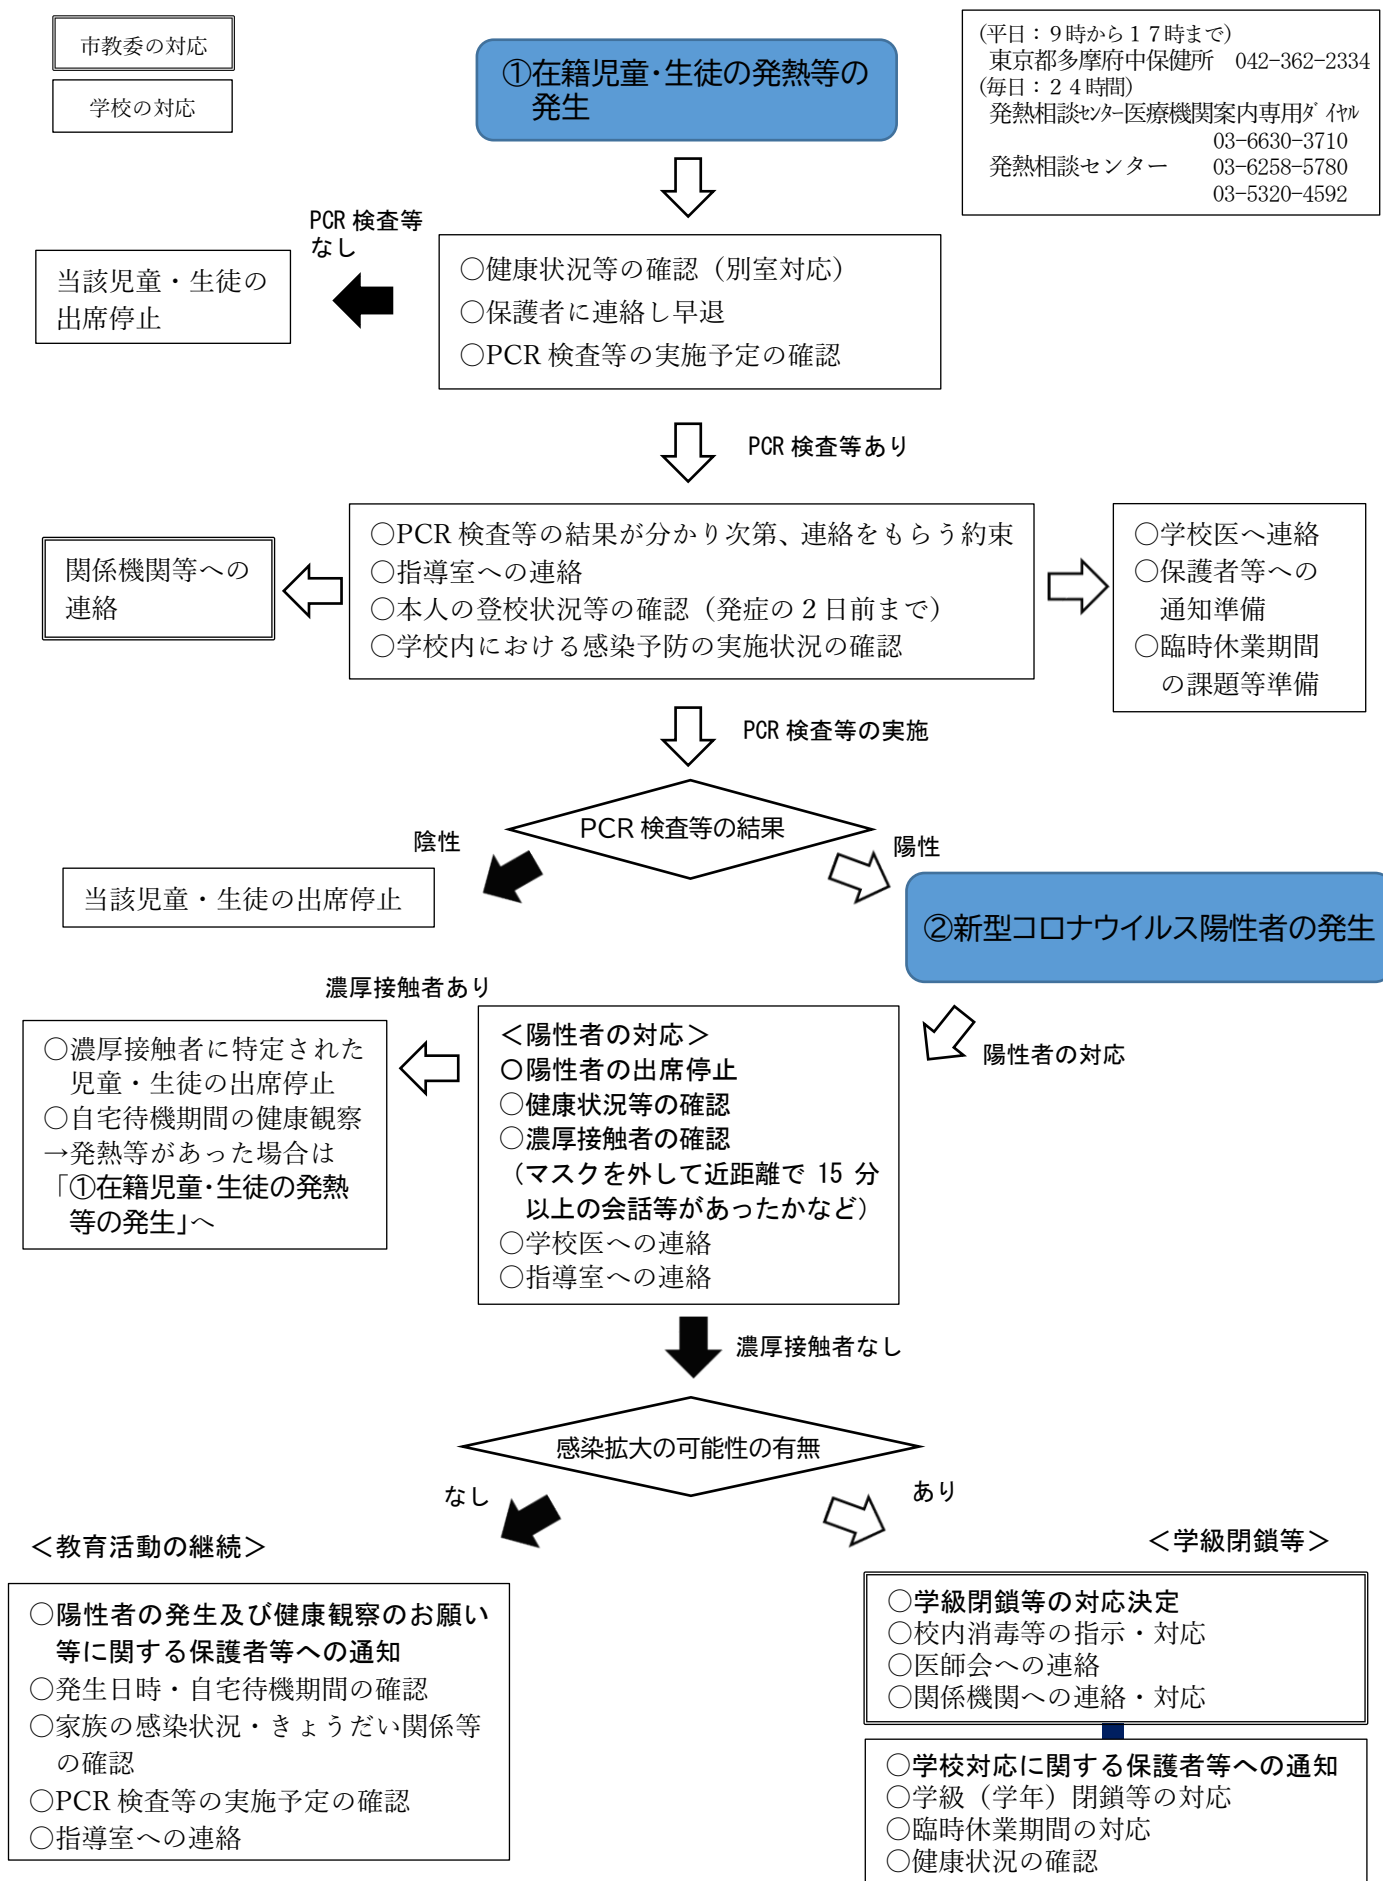 市教委の対応
学校の対応
①在籍児童・生徒の発熱等の
発生
(平日：9時から17時まで)
東京都多摩府中保健所 042-362-2334
(毎日：24時間)
発熱相談ｾﾝﾀｰ医療機関案内専用ﾀﾞｲﾔﾙ
03-6630-3710
発熱相談センター 03-6258-5780
03-5320-4592
PCR検査等
なし
当該児童・生徒の
出席停止
○健康状況等の確認（別室対応）
○保護者に連絡し早退
○PCR検査等の実施予定の確認
PCR検査等あり
関係機関等への
連絡
○PCR検査等の結果が分かり次第、連絡をもらう約束
○指導室への連絡
○本人の登校状況等の確認（発症の２日前まで）
○学校内における感染予防の実施状況の確認
○学校医へ連絡
○保護者等への
通知準備
○臨時休業期間
の課題等準備
PCR検査等の実施
PCR検査等の結果
陰性
陽性
当該児童・生徒の出席停止
②新型コロナウイルス陽性者の発生
濃厚接触者あり
陽性者の対応
○濃厚接触者に特定された
児童・生徒の出席停止
○自宅待機期間の健康観察
→発熱等があった場合は
「①在籍児童・生徒の発熱
等の発生」へ
＜陽性者の対応＞
○陽性者の出席停止
○健康状況等の確認
○濃厚接触者の確認
（マスクを外して近距離で 15 分
以上の会話等があったかなど）
○学校医への連絡
○指導室への連絡
濃厚接触者なし
感染拡大の可能性の有無
なし
あり
＜教育活動の継続＞
○陽性者の発生及び健康観察のお願い
等に関する保護者等への通知
○発生日時・自宅待機期間の確認
○家族の感染状況・きょうだい関係等
の確認
○PCR検査等の実施予定の確認
○指導室への連絡
＜学級閉鎖等＞
○学級閉鎖等の対応決定
○校内消毒等の指示・対応
○医師会への連絡
○関係機関への連絡・対応
○学校対応に関する保護者等への通知
○学級（学年）閉鎖等の対応
○臨時休業期間の対応
○健康状況の確認